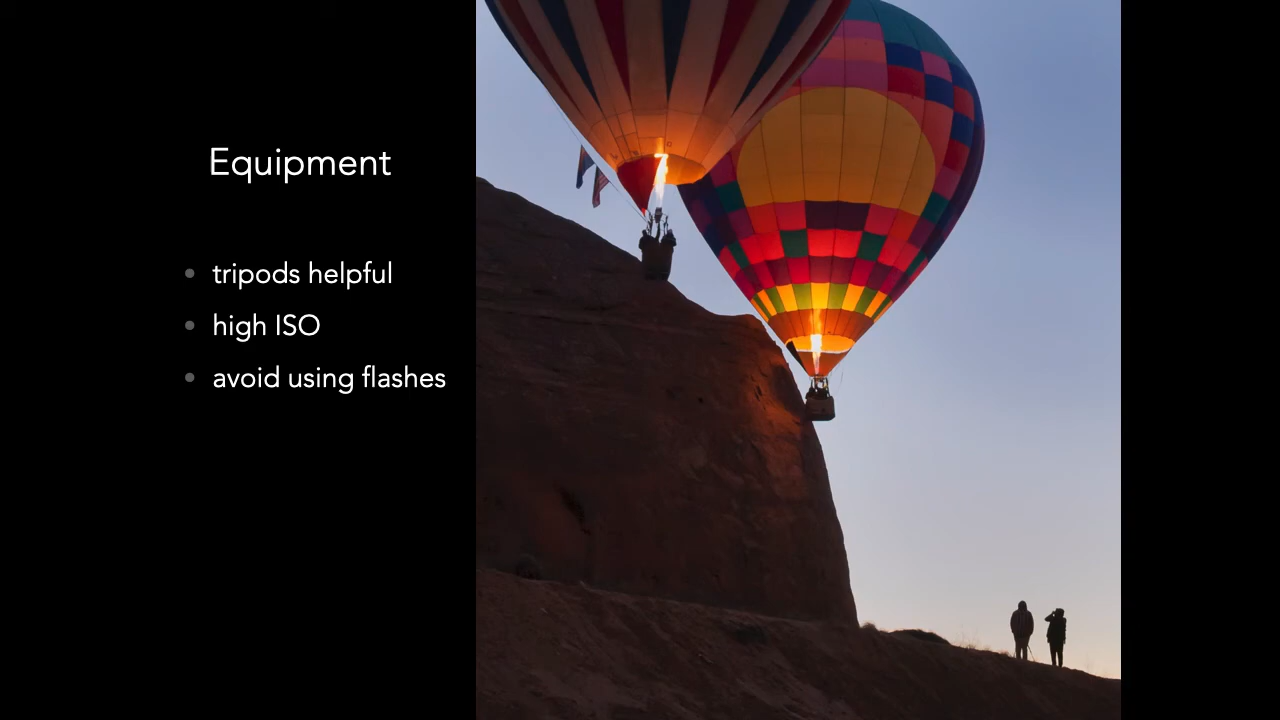 Equipment
tripods helpful
high ISO
avoid using flashes